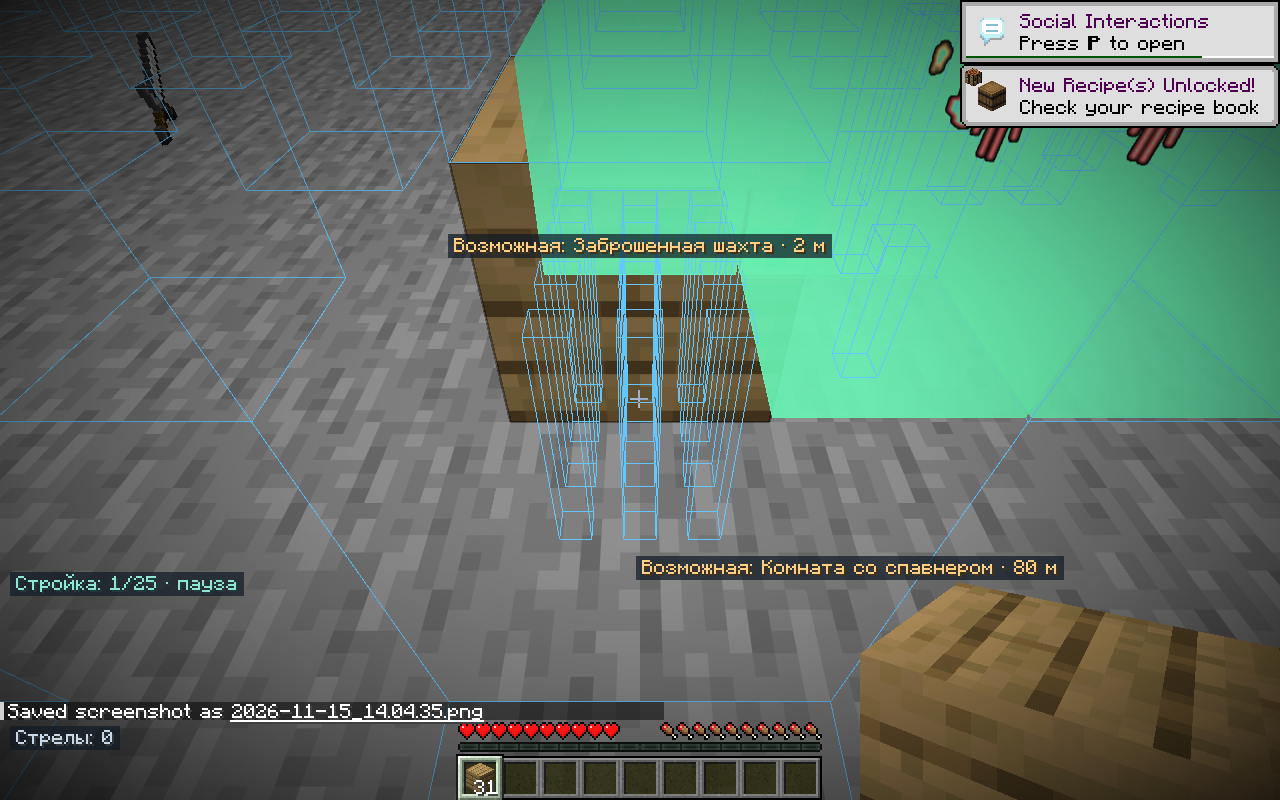 Social Interactions
Press P to open
New Recipe(s) Unlocked!
Check your recipe book
Возможная: Заброшенная шахта · 2 м
Возможная: Комната со спавнером · 80 м
Стройка: 1/25 · пауза
Saved screenshot as 2026-11-15_14.04.35.png
Стрелы: 0
31